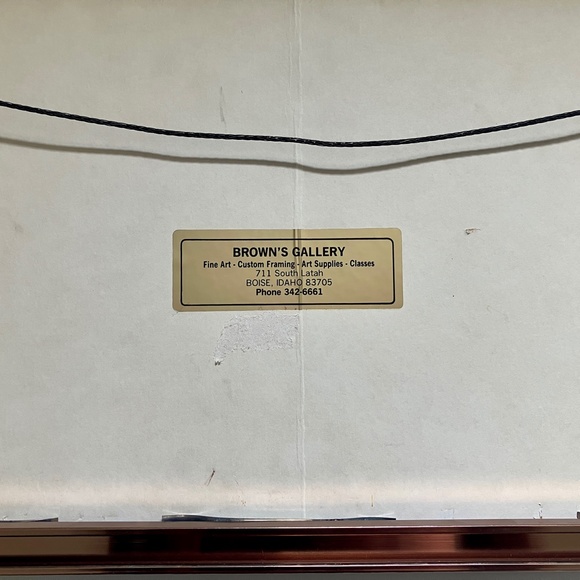 BROWN'S GALLERY
Fine Art - Custom Framing - Art Supplies - Classes
711 South Latah
BOISE, IDAHO 83705
Phone 342-6661